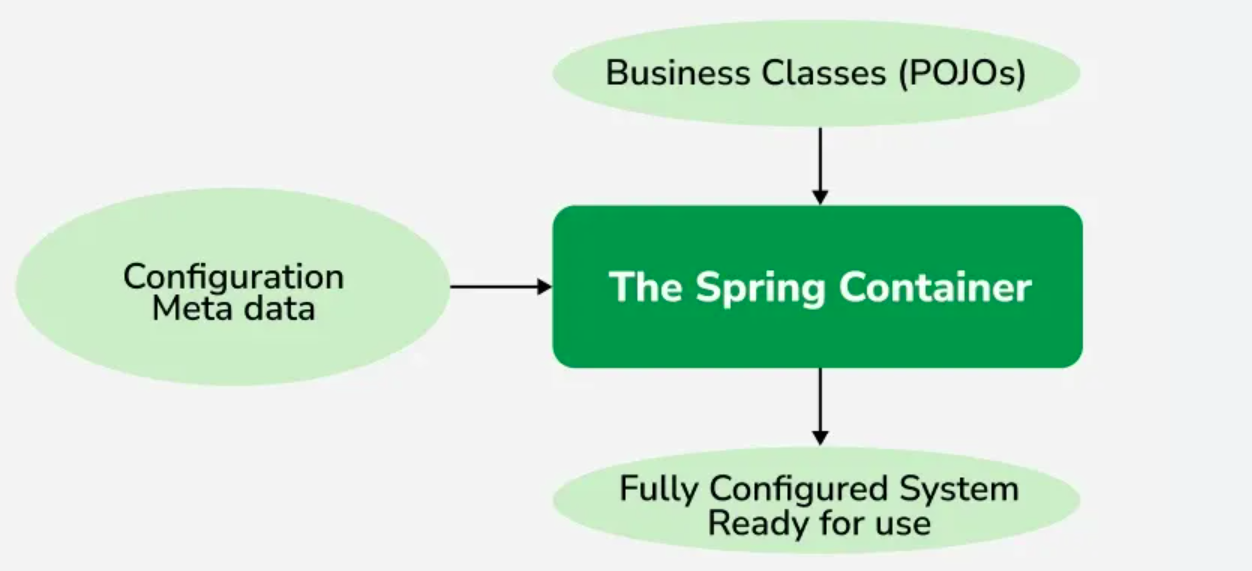 Business Classes (POJOs)
Configuration
Meta data
The Spring Container
Fully Configured System
Ready for use